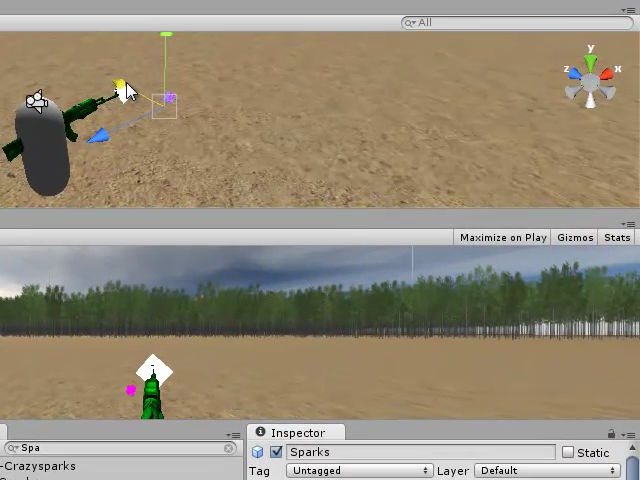 All
y
z
x
Maximize on Play Gizmos Stats
Spa
-Crazysparks
Inspector
Sparks
Static
Tag Untagged Layer Default